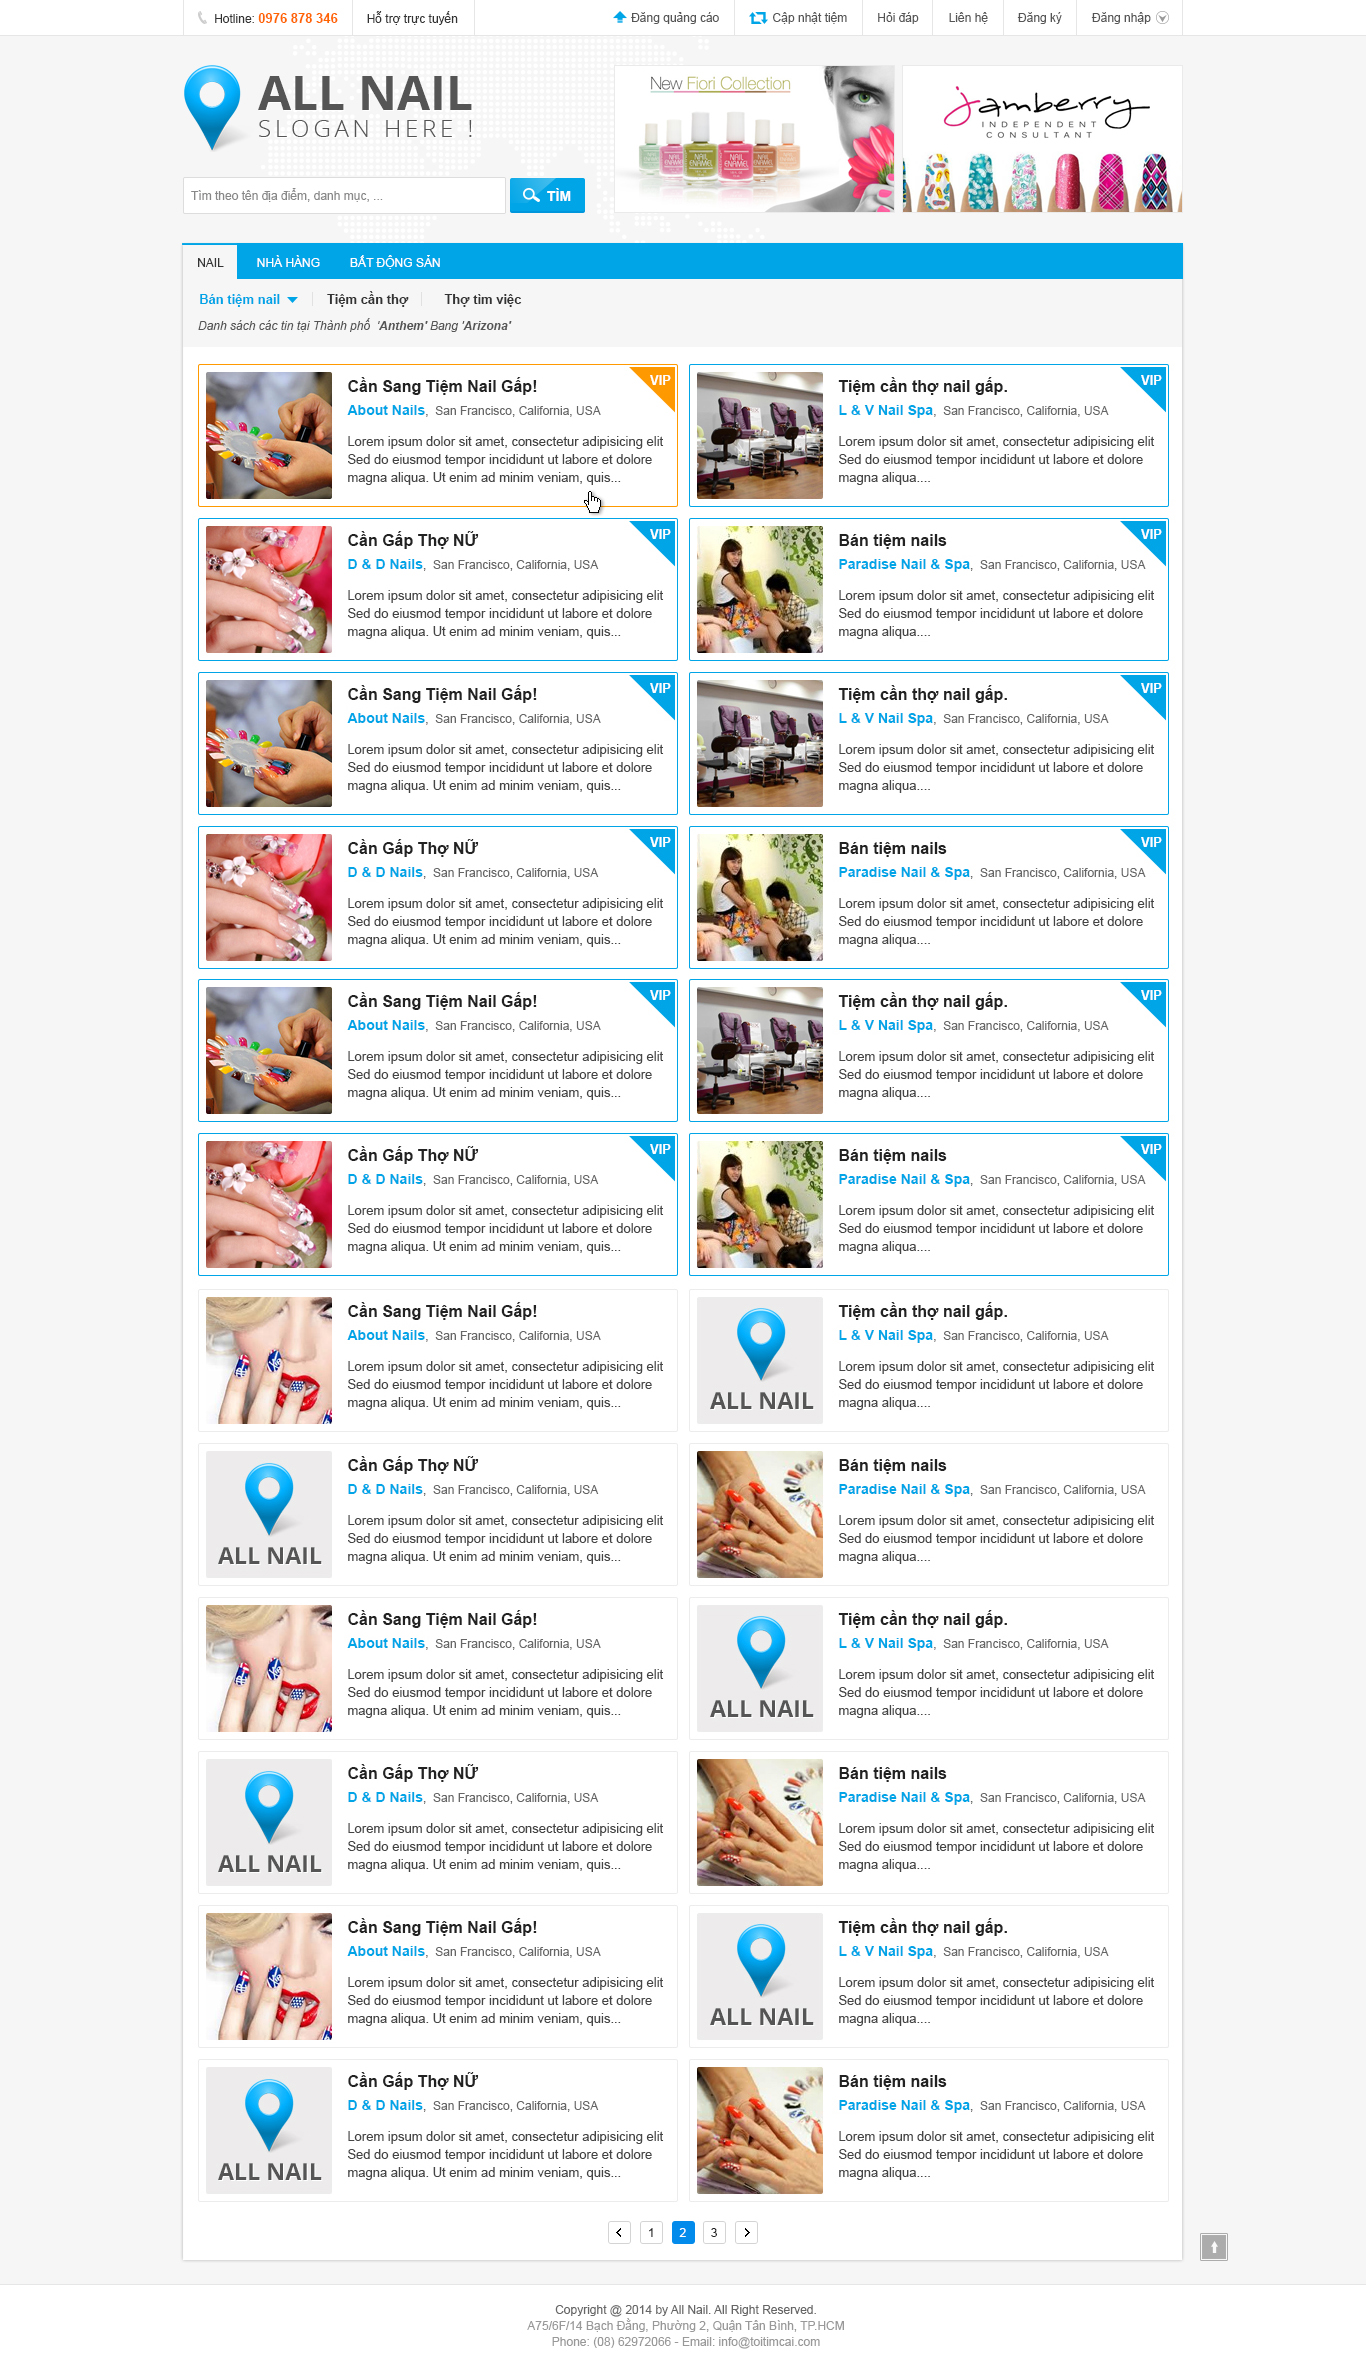 Hotline: 0976 878 346
Hỗ trợ trực tuyến
Đăng quảng cáo
Cập nhật tiệm
Hỏi đáp
Liên hệ
Đăng ký
Đăng nhập
ALL NAIL
SLOGAN HERE !
New Fiori Collection
NAIL ENAMEL
NAIL ENAMEL
NAIL ENAMEL
NAIL ENAMEL
jamberry
INDEPENDENT
CONSULTANT
Tìm theo tên địa điểm, danh mục, ...
TÌM
NAIL
NHÀ HÀNG
BẤT ĐỘNG SẢN
Bán tiệm nail
Tiệm cần thợ
Thợ tìm việc
Danh sách các tin tại Thành phố 'Anthem' Bang 'Arizona'
Cần Sang Tiệm Nail Gấp!
VIP
About Nails, San Francisco, California, USA
Lorem ipsum dolor sit amet, consectetur adipisicing elit
Sed do eiusmod tempor incididunt ut labore et dolore
magna aliqua. Ut enim ad minim veniam, quis...
Tiệm cần thợ nail gấp.
VIP
L & V Nail Spa, San Francisco, California, USA
Lorem ipsum dolor sit amet, consectetur adipisicing elit
Sed do eiusmod tempor incididunt ut labore et dolore
magna aliqua....
Cần Gấp Thợ NỮ
VIP
D & D Nails, San Francisco, California, USA
Lorem ipsum dolor sit amet, consectetur adipisicing elit
Sed do eiusmod tempor incididunt ut labore et dolore
magna aliqua. Ut enim ad minim veniam, quis...
Bán tiệm nails
VIP
Paradise Nail & Spa, San Francisco, California, USA
Lorem ipsum dolor sit amet, consectetur adipisicing elit
Sed do eiusmod tempor incididunt ut labore et dolore
magna aliqua....
Cần Sang Tiệm Nail Gấp!
VIP
About Nails, San Francisco, California, USA
Lorem ipsum dolor sit amet, consectetur adipisicing elit
Sed do eiusmod tempor incididunt ut labore et dolore
magna aliqua. Ut enim ad minim veniam, quis...
Tiệm cần thợ nail gấp.
VIP
L & V Nail Spa, San Francisco, California, USA
Lorem ipsum dolor sit amet, consectetur adipisicing elit
Sed do eiusmod tempor incididunt ut labore et dolore
magna aliqua....
Cần Gấp Thợ NỮ
VIP
D & D Nails, San Francisco, California, USA
Lorem ipsum dolor sit amet, consectetur adipisicing elit
Sed do eiusmod tempor incididunt ut labore et dolore
magna aliqua. Ut enim ad minim veniam, quis...
Bán tiệm nails
VIP
Paradise Nail & Spa, San Francisco, California, USA
Lorem ipsum dolor sit amet, consectetur adipisicing elit
Sed do eiusmod tempor incididunt ut labore et dolore
magna aliqua....
Cần Sang Tiệm Nail Gấp!
VIP
About Nails, San Francisco, California, USA
Lorem ipsum dolor sit amet, consectetur adipisicing elit
Sed do eiusmod tempor incididunt ut labore et dolore
magna aliqua. Ut enim ad minim veniam, quis...
Tiệm cần thợ nail gấp.
VIP
L & V Nail Spa, San Francisco, California, USA
Lorem ipsum dolor sit amet, consectetur adipisicing elit
Sed do eiusmod tempor incididunt ut labore et dolore
magna aliqua....
Cần Gấp Thợ NỮ
VIP
D & D Nails, San Francisco, California, USA
Lorem ipsum dolor sit amet, consectetur adipisicing elit
Sed do eiusmod tempor incididunt ut labore et dolore
magna aliqua. Ut enim ad minim veniam, quis...
Bán tiệm nails
VIP
Paradise Nail & Spa, San Francisco, California, USA
Lorem ipsum dolor sit amet, consectetur adipisicing elit
Sed do eiusmod tempor incididunt ut labore et dolore
magna aliqua....
Cần Sang Tiệm Nail Gấp!
About Nails, San Francisco, California, USA
Lorem ipsum dolor sit amet, consectetur adipisicing elit
Sed do eiusmod tempor incididunt ut labore et dolore
magna aliqua. Ut enim ad minim veniam, quis...
ALL NAIL
Tiệm cần thợ nail gấp.
L & V Nail Spa, San Francisco, California, USA
Lorem ipsum dolor sit amet, consectetur adipisicing elit
Sed do eiusmod tempor incididunt ut labore et dolore
magna aliqua....
ALL NAIL
Cần Gấp Thợ NỮ
D & D Nails, San Francisco, California, USA
Lorem ipsum dolor sit amet, consectetur adipisicing elit
Sed do eiusmod tempor incididunt ut labore et dolore
magna aliqua. Ut enim ad minim veniam, quis...
Bán tiệm nails
Paradise Nail & Spa, San Francisco, California, USA
Lorem ipsum dolor sit amet, consectetur adipisicing elit
Sed do eiusmod tempor incididunt ut labore et dolore
magna aliqua....
Cần Sang Tiệm Nail Gấp!
About Nails, San Francisco, California, USA
Lorem ipsum dolor sit amet, consectetur adipisicing elit
Sed do eiusmod tempor incididunt ut labore et dolore
magna aliqua. Ut enim ad minim veniam, quis...
ALL NAIL
Tiệm cần thợ nail gấp.
L & V Nail Spa, San Francisco, California, USA
Lorem ipsum dolor sit amet, consectetur adipisicing elit
Sed do eiusmod tempor incididunt ut labore et dolore
magna aliqua....
ALL NAIL
Cần Gấp Thợ NỮ
D & D Nails, San Francisco, California, USA
Lorem ipsum dolor sit amet, consectetur adipisicing elit
Sed do eiusmod tempor incididunt ut labore et dolore
magna aliqua. Ut enim ad minim veniam, quis...
Bán tiệm nails
Paradise Nail & Spa, San Francisco, California, USA
Lorem ipsum dolor sit amet, consectetur adipisicing elit
Sed do eiusmod tempor incididunt ut labore et dolore
magna aliqua....
Cần Sang Tiệm Nail Gấp!
About Nails, San Francisco, California, USA
Lorem ipsum dolor sit amet, consectetur adipisicing elit
Sed do eiusmod tempor incididunt ut labore et dolore
magna aliqua. Ut enim ad minim veniam, quis...
ALL NAIL
Tiệm cần thợ nail gấp.
L & V Nail Spa, San Francisco, California, USA
Lorem ipsum dolor sit amet, consectetur adipisicing elit
Sed do eiusmod tempor incididunt ut labore et dolore
magna aliqua....
ALL NAIL
Cần Gấp Thợ NỮ
D & D Nails, San Francisco, California, USA
Lorem ipsum dolor sit amet, consectetur adipisicing elit
Sed do eiusmod tempor incididunt ut labore et dolore
magna aliqua. Ut enim ad minim veniam, quis...
Bán tiệm nails
Paradise Nail & Spa, San Francisco, California, USA
Lorem ipsum dolor sit amet, consectetur adipisicing elit
Sed do eiusmod tempor incididunt ut labore et dolore
magna aliqua....
1 2 3
Copyright @ 2014 by All Nail. All Right Reserved.
A75/6F/14 Bạch Đằng, Phường 2, Quận Tân Bình, TP.HCM
Phone: (08) 62972066 - Email: info@toitimcai.com